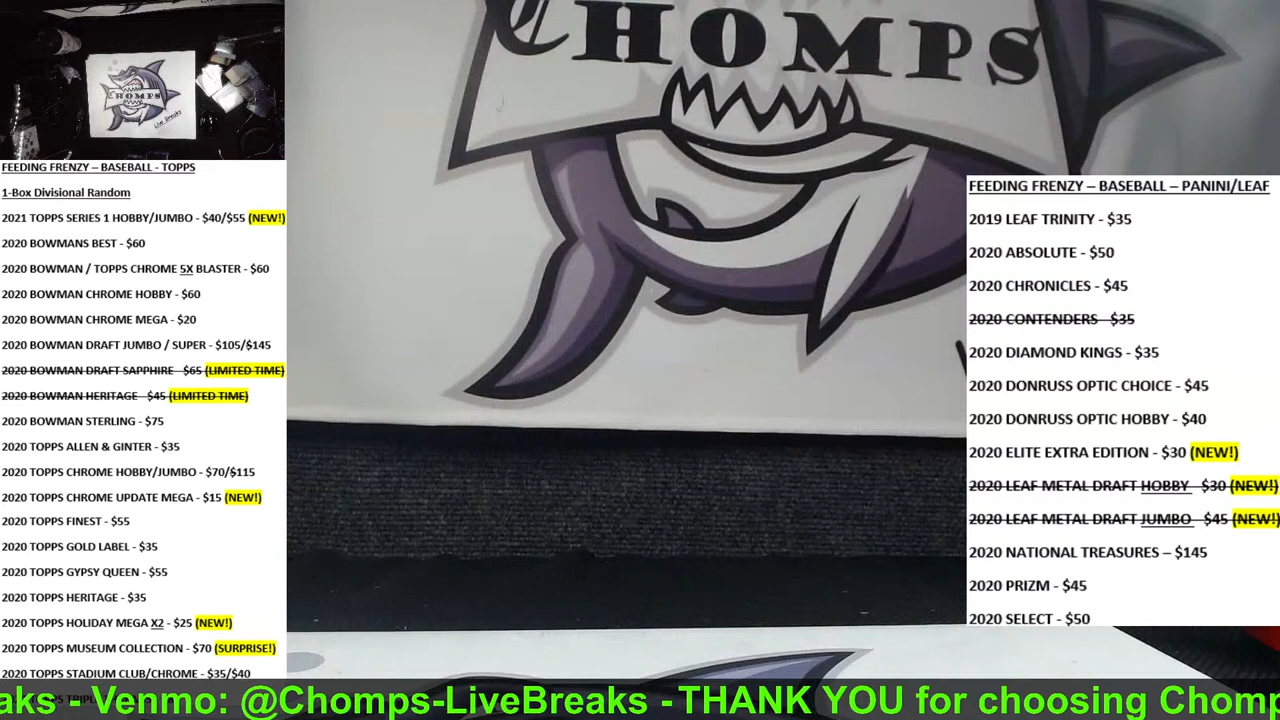 CHOMPS
CHOMPS
Live Breaks
FEEDING FRENZY – BASEBALL - TOPPS
1-Box Divisional Random
2021 TOPPS SERIES 1 HOBBY/JUMBO - $40/$55 (NEW!)
2020 BOWMANS BEST - $60
2020 BOWMAN / TOPPS CHROME 5X BLASTER - $60
2020 BOWMAN CHROME HOBBY - $60
2020 BOWMAN CHROME MEGA - $20
2020 BOWMAN DRAFT JUMBO / SUPER - $105/$145
2020 BOWMAN DRAFT SAPPHIRE - $65 (LIMITED TIME)
2020 BOWMAN HERITAGE - $45 (LIMITED TIME)
2020 BOWMAN STERLING - $75
2020 TOPPS ALLEN & GINTER - $35
2020 TOPPS CHROME HOBBY/JUMBO - $70/$115
2020 TOPPS CHROME UPDATE MEGA - $15 (NEW!)
2020 TOPPS FINEST - $55
2020 TOPPS GOLD LABEL - $35
2020 TOPPS GYPSY QUEEN - $55
2020 TOPPS HERITAGE - $35
2020 TOPPS HOLIDAY MEGA X2 - $25 (NEW!)
2020 TOPPS MUSEUM COLLECTION - $70 (SURPRISE!)
2020 TOPPS STADIUM CLUB/CHROME - $35/$40
FEEDING FRENZY – BASEBALL – PANINI/LEAF
2019 LEAF TRINITY - $35
2020 ABSOLUTE - $50
2020 CHRONICLES - $45
2020 CONTENDERS - $35
2020 DIAMOND KINGS - $35
2020 DONRUSS OPTIC CHOICE - $45
2020 DONRUSS OPTIC HOBBY - $40
2020 ELITE EXTRA EDITION - $30 (NEW!)
2020 LEAF METAL DRAFT HOBBY - $30 (NEW!)
2020 LEAF METAL DRAFT JUMBO - $45 (NEW!)
2020 NATIONAL TREASURES – $145
2020 PRIZM - $45
2020 SELECT - $50
aks - Venmo: @Chomps-LiveBreaks - THANK YOU for choosing Chomp